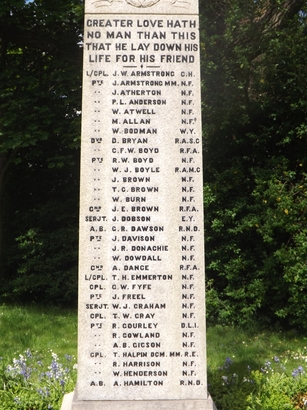 GREATER LOVE HATH
NO MAN THAN THIS
THAT HE LAY DOWN HIS
LIFE FOR HIS FRIEND
L/CPL. J. W. ARMSTRONG C.H.
PTE J. ARMSTRONG MM. N.F.
" J. ATHERTON N.F.
" P. L. ANDERSON N.F.
" W. ATWELL N.F.
" M. ALLAN N.F.
" W. BODMAN W.Y.
DVR D. BRYAN R.A.S.C
" C. F. W. BOYD R.F.A.
PTE R. W. BOYD N.F.
" W. J. BOYLE R.A.M.C
" J. BROWN N.F.
" T. C. BROWN N.F.
" W. BURN N.F.
GNR J. E. BROWN R.F.A.
SERJT. J. DOBSON E.Y.
A.B. G. R. DAWSON R.N.D.
PTE J. DAVISON N.F.
" J. R. DONACHIE N.F.
" W. DOWDALL N.F.
GNR A. DANCE R.F.A.
L/CPL T. H. EMMERTON N.F.
CPL. G. W. FYFE N.F.
PTE J. FREEL N.F.
SERJT. W. J. GRAHAM N.F.
CPL. T. W. GRAY N.F.
PTE R. GOURLEY D.L.I.
" R. GOWLAND N.F.
" A. B. GIGSON N.F.
CPL. T. HALPIN DCM. MM. R.E.
" R. HARRISON N.F.
" W. HENDERSON N.F.
A.B. A. HAMILTON R.N.D.